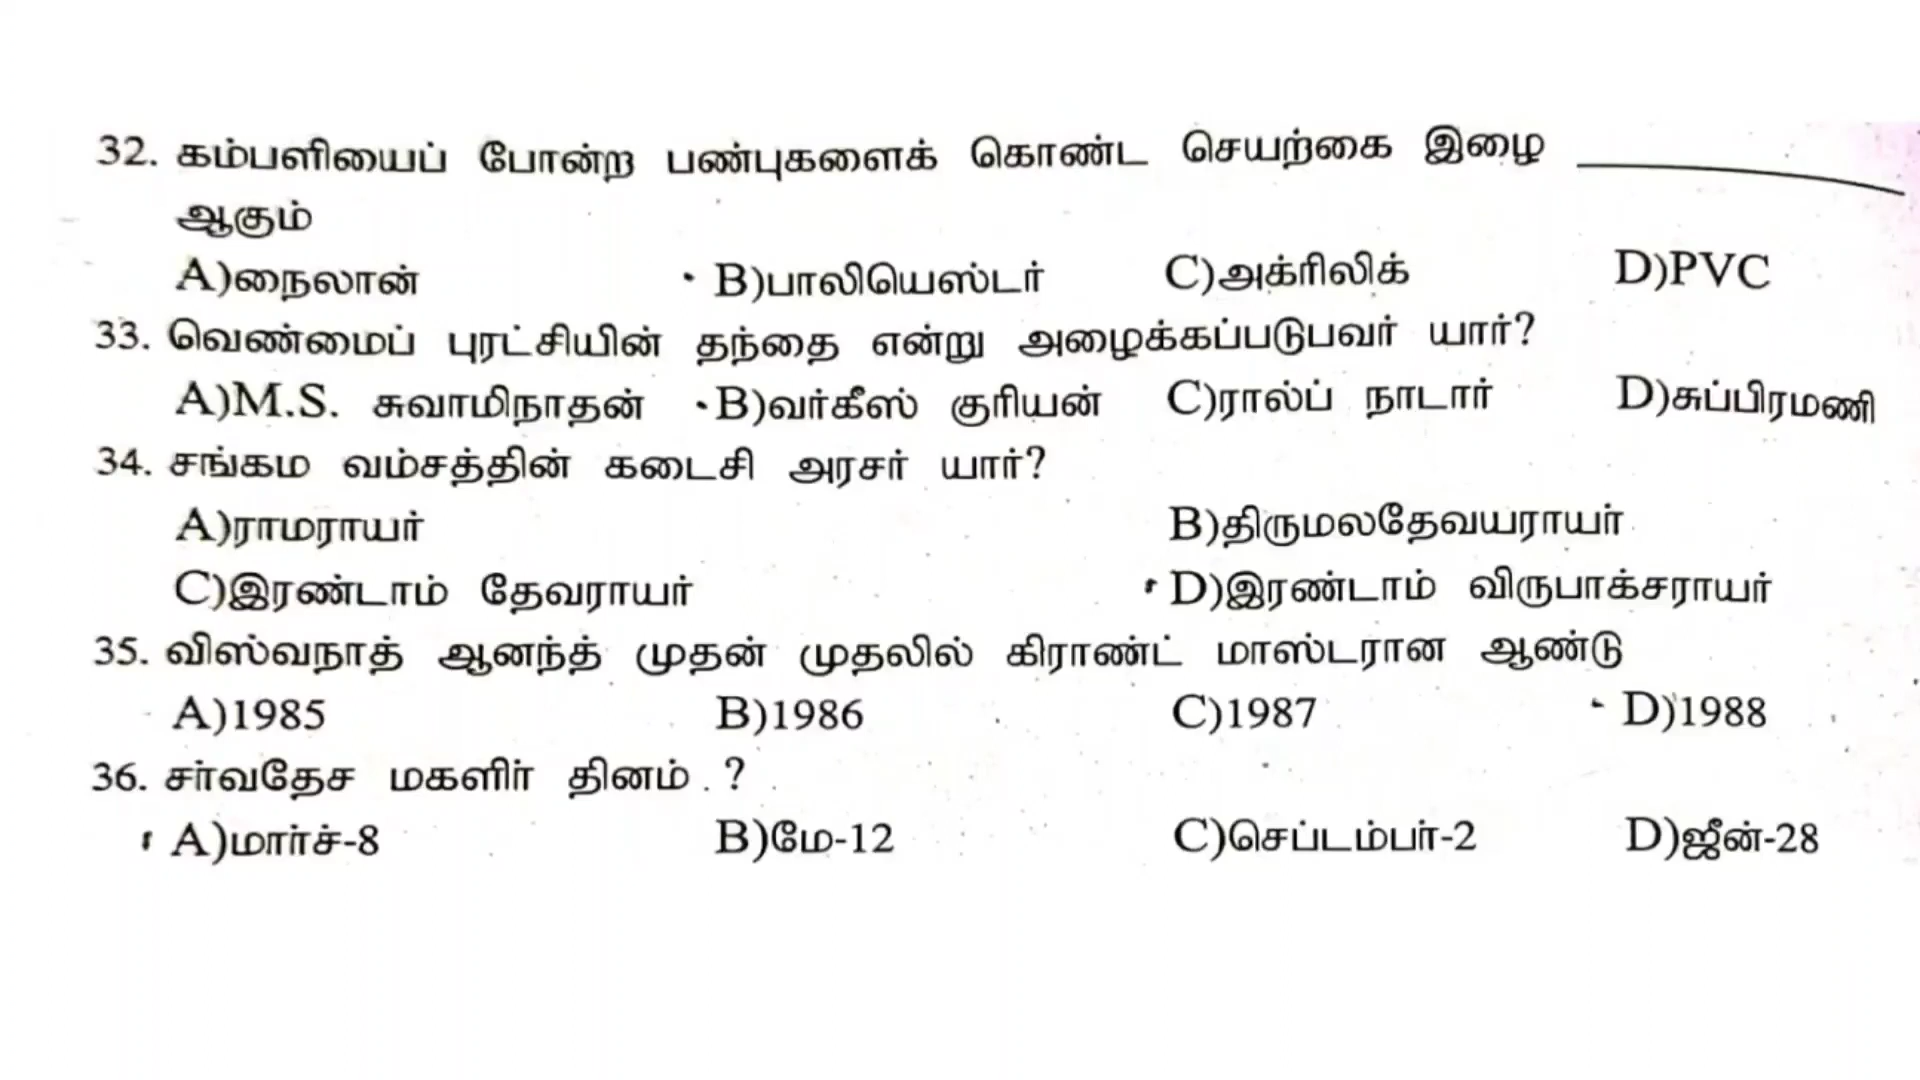 32. கம்பளியைப் போன்ற பண்புகளைக் கொண்ட செயற்கை இழை ________
ஆகும்
A)நைலான் B)பாலியெஸ்டர் C)அக்ரிலிக் D)PVC
33. வெண்மைப் புரட்சியின் தந்தை என்று அழைக்கப்படுபவர் யார்?
A)M.S. சுவாமிநாதன் B)வர்கீஸ் குரியன் C)ரால்ப் நாடார் D)சுப்பிரமணி
34. சங்கம வம்சத்தின் கடைசி அரசர் யார்?
A)ராமராயர் B)திருமலதேவயராயர்
C)இரண்டாம் தேவராயர் D)இரண்டாம் விருபாக்சராயர்
35. விஸ்வநாத் ஆனந்த் முதன் முதலில் கிராண்ட் மாஸ்டரான ஆண்டு
A)1985 B)1986 C)1987 D)1988
36. சர்வதேச மகளிர் தினம் . ?
A)மார்ச்-8 B)மே-12 C)செப்டம்பர்-2 D)ஜீன்-28